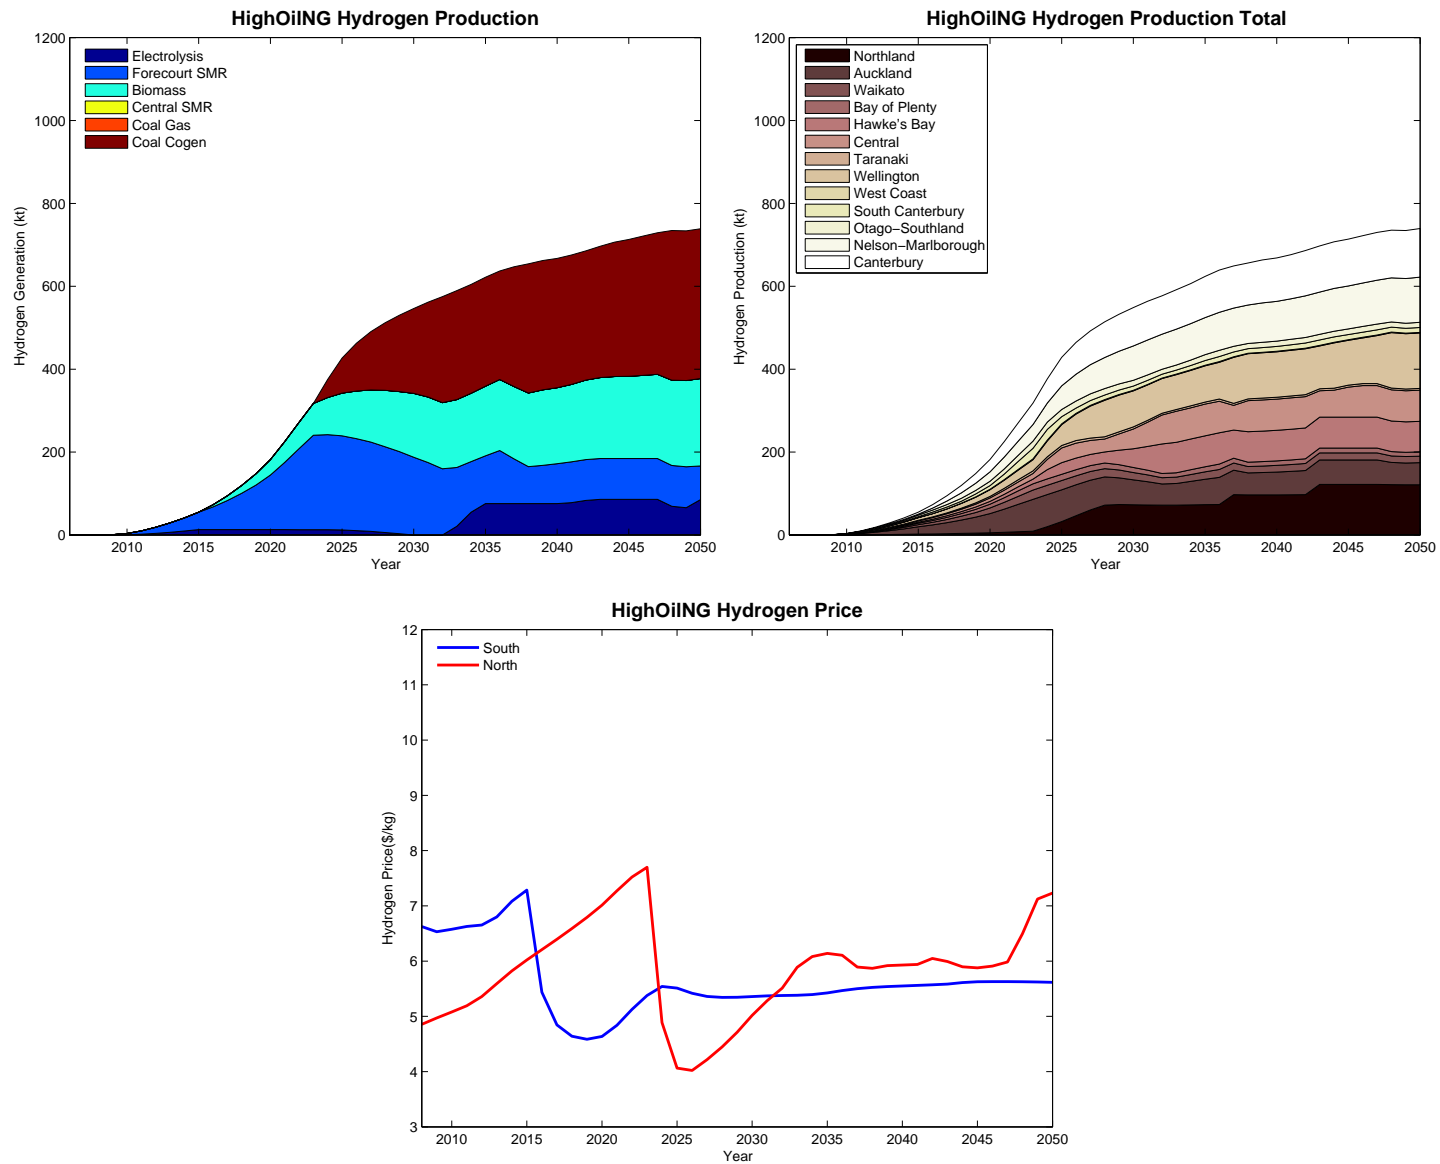 HighOilNG Hydrogen Production
1200
1000
800
600
400
200
0
Hydrogen Generation (kt)
Electrolysis
Forecourt SMR
Biomass
Central SMR
Coal Gas
Coal Cogen
2010 2015 2020 2025 2030 2035 2040 2045 2050
Year
HighOilNG Hydrogen Production Total
1200
1000
800
600
400
200
0
Hydrogen Production (kt)
Northland
Auckland
Waikato
Bay of Plenty
Hawke's Bay
Central
Taranaki
Wellington
West Coast
South Canterbury
Otago−Southland
Nelson−Marlborough
Canterbury
2010 2015 2020 2025 2030 2035 2040 2045 2050
Year
HighOilNG Hydrogen Price
12
11
10
9
8
7
6
5
4
3
Hydrogen Price($/kg)
South
North
2010 2015 2020 2025 2030 2035 2040 2045 2050
Year